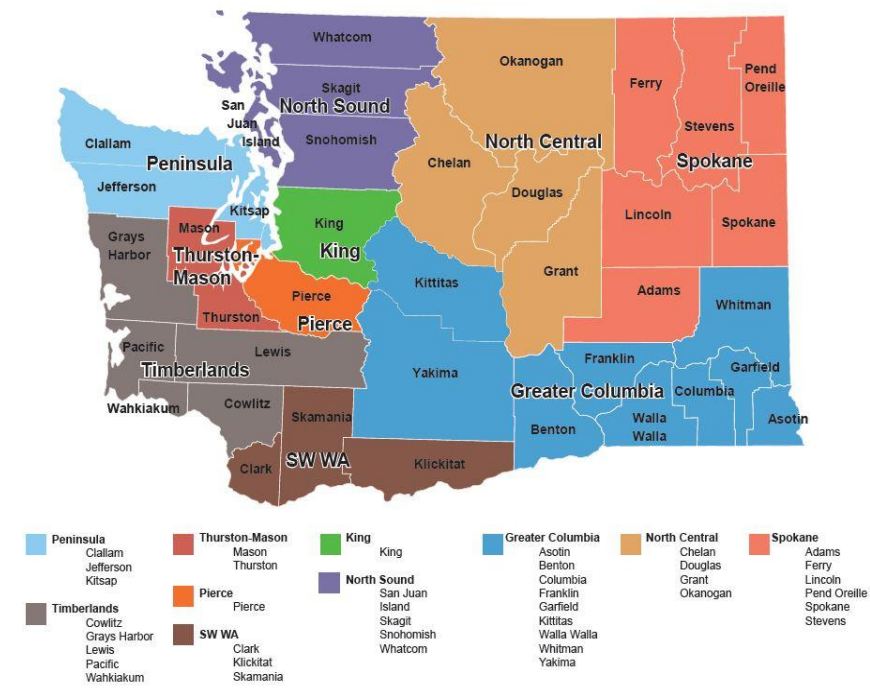 Whatcom
Okanogan
Skagit
San
Juan
Island
North Sound
Ferry
Pend
Oreille
Stevens
Clallam
Snohomish
North Central
Chelan
Spokane
Peninsula
Jefferson
Douglas
Kitsap
Lincoln
Spokane
Mason
King
King
Grays
Harbor
Thurston-
Mason
Grant
Kittitas
Adams
Whitman
Pierce
Pierce
Thurston
Pacific
Lewis
Timberlands
Yakima
Franklin
Garfield
Greater Columbia
Columbia
Wahkiakum
Cowlitz
Skamania
Benton
Walla
Walla
Asotin
Clark
SW WA
Klickitat
Peninsula
Clallam
Jefferson
Kitsap
Timberlands
Cowlitz
Grays Harbor
Lewis
Pacific
Wahkiakum
Thurston-Mason
Mason
Thurston
Pierce
Pierce
SW WA
Clark
Klickitat
Skamania
King
King
North Sound
San Juan
Island
Skagit
Snohomish
Whatcom
Greater Columbia
Asotin
Benton
Columbia
Franklin
Garfield
Kittitas
Walla Walla
Whitman
Yakima
North Central
Chelan
Douglas
Grant
Okanogan
Spokane
Adams
Ferry
Lincoln
Pend Oreille
Spokane
Stevens